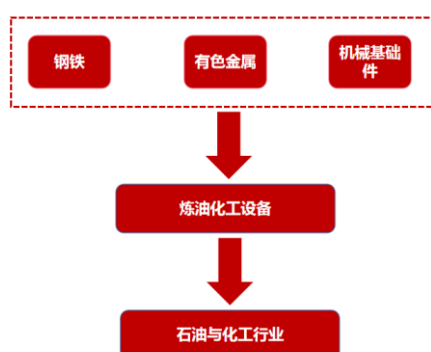 钢铁
有色金属
机械基础
件
炼油化工设备
石油与化工行业